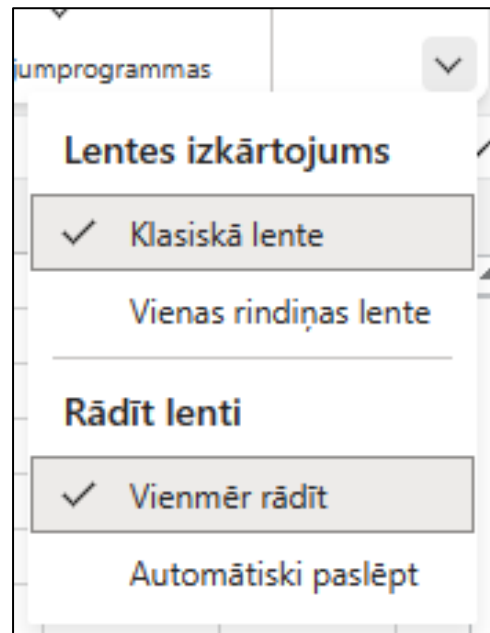 jumprogrammas
Lentes izkārtojums
Klasiskā lente
Vienas rindiņas lente
Rādīt lenti
Vienmēr rādīt
Automātiski paslēpt